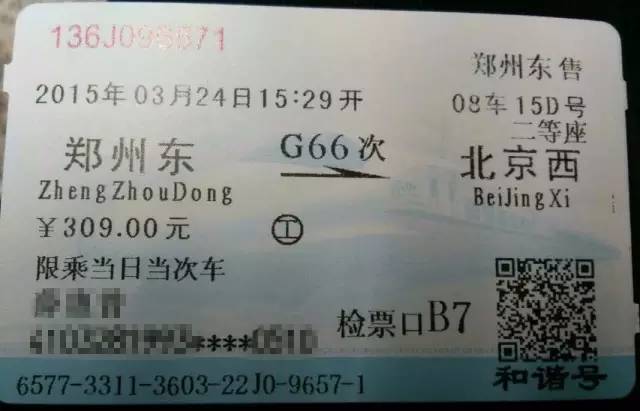 136J096671
郑州东 售
2015年03月24日15:29开
08车 15D号
二等座
郑州东
G66次
北京西
ZhengZhouDong
BeiJingXi
￥309.00元
工
限乘当日当次车
检票口B7
6577-3311-3603-22J0-9657-1
和谐号